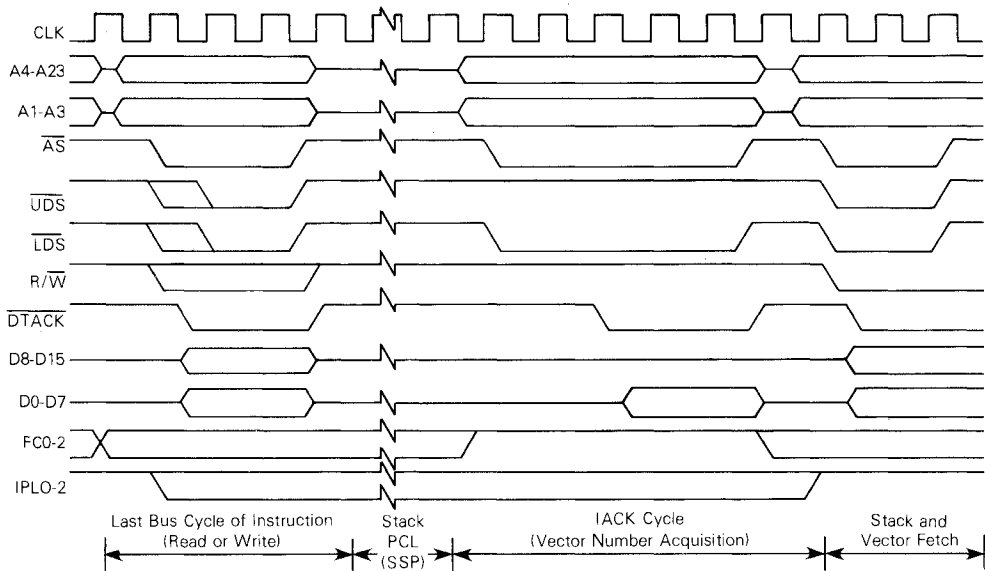 CLK
A4-A23
A1-A3
AS
UDS
LDS
R/W
DTACK
D8-D15
D0-D7
FC0-2
IPL0-2
Last Bus Cycle of Instruction
(Read or Write)
Stack
PCL
(SSP)
IACK Cycle
(Vector Number Acquisition)
Stack and
Vector Fetch